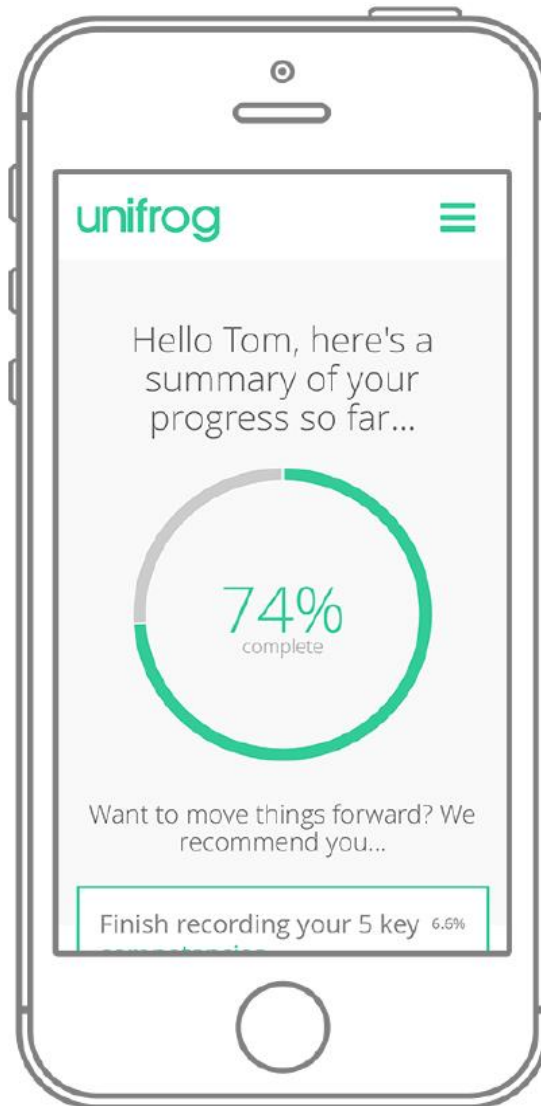 unifrog
Hello Tom, here's a
summary of your
progress so far...
74%
complete
Want to move things forward? We
recommend you...
Finish recording your 5 key 6.6%